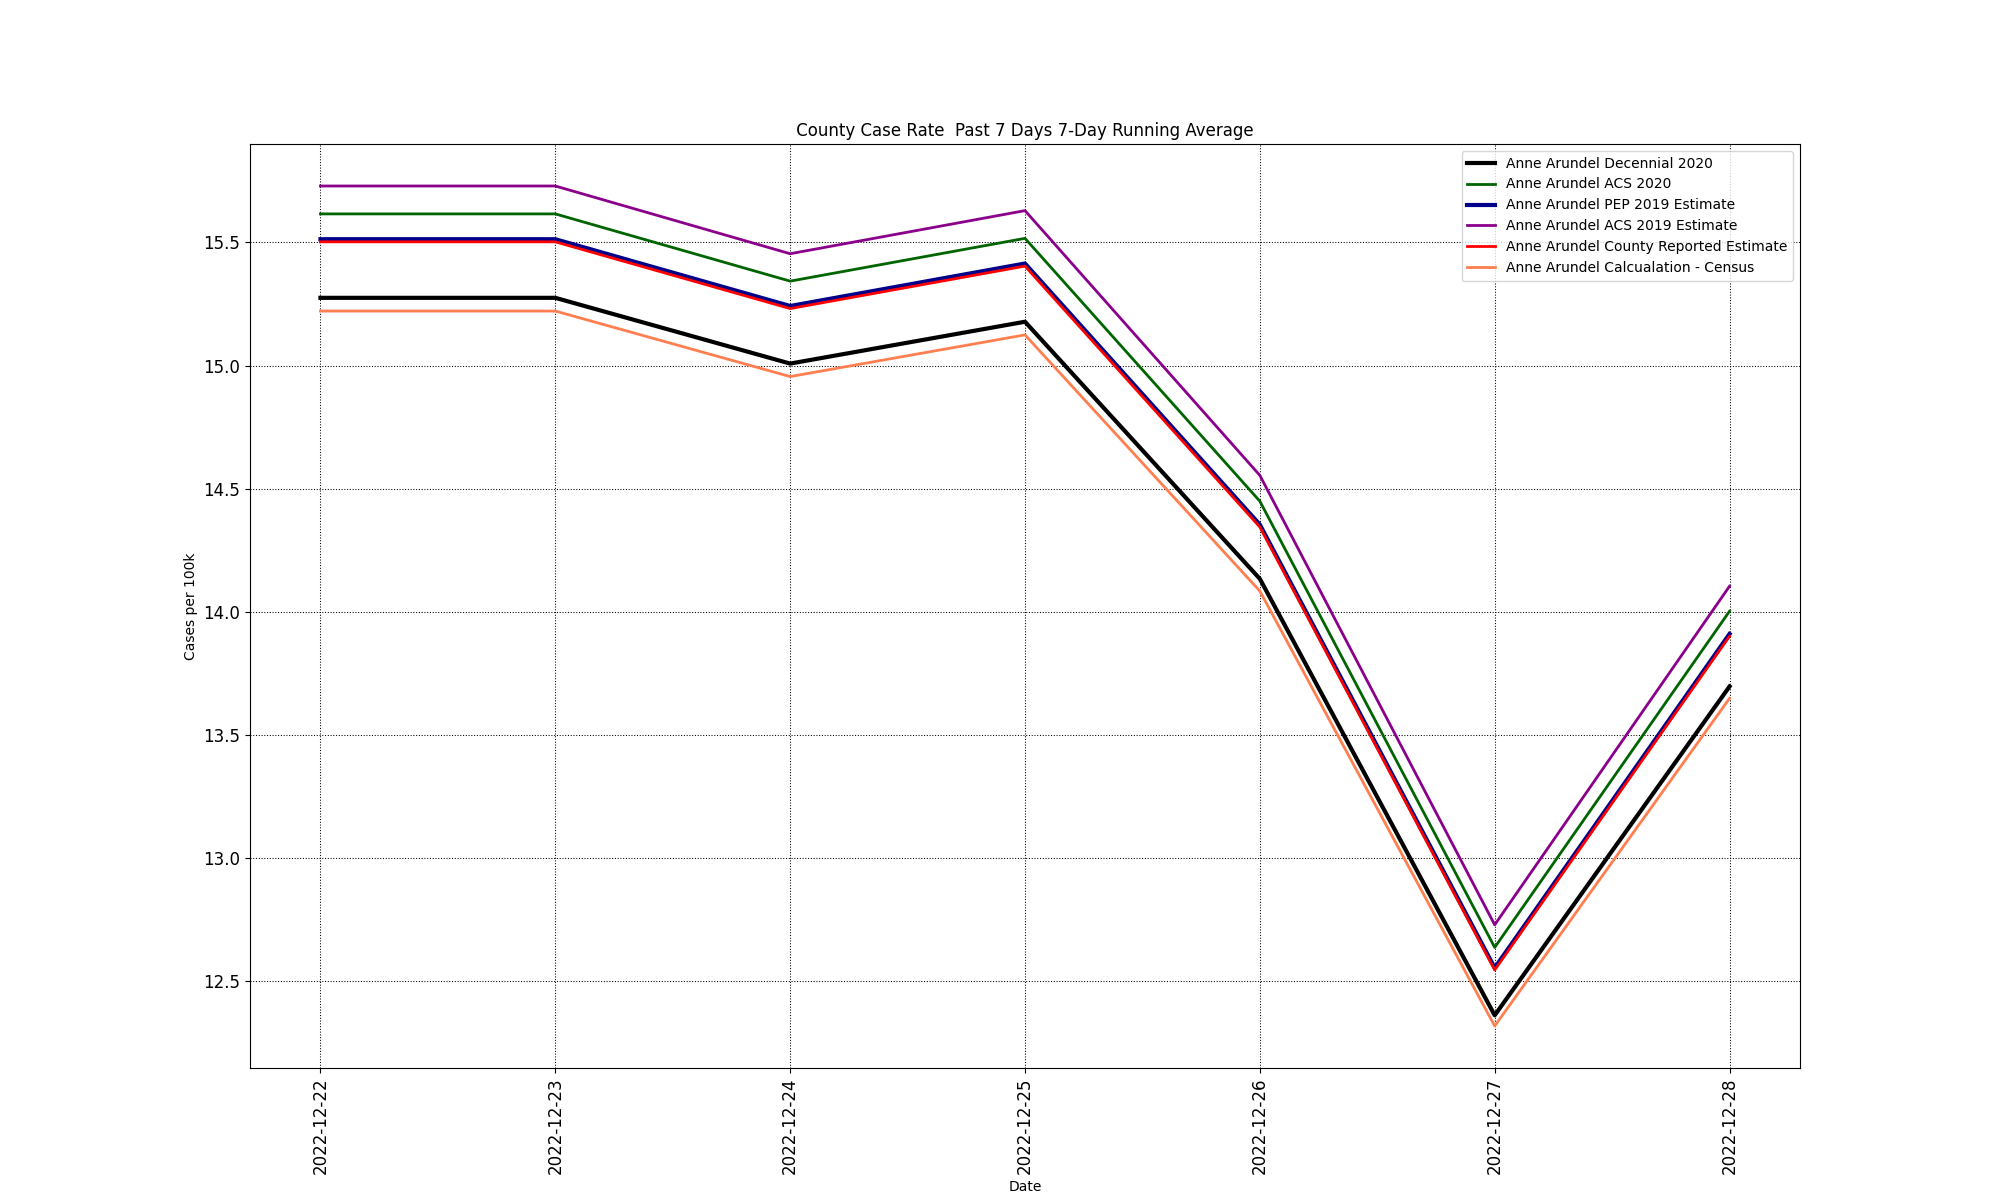 County Case Rate  Past 7 Days 7-Day Running Average
Anne Arundel Decennial 2020
Anne Arundel ACS 2020
Anne Arundel PEP 2019 Estimate
Anne Arundel ACS 2019 Estimate
Anne Arundel County Reported Estimate
Anne Arundel Calcualation - Census
Cases per 100k
15.5
15.0
14.5
14.0
13.5
13.0
12.5
2022-12-22
2022-12-23
2022-12-24
2022-12-25
2022-12-26
2022-12-27
2022-12-28
Date